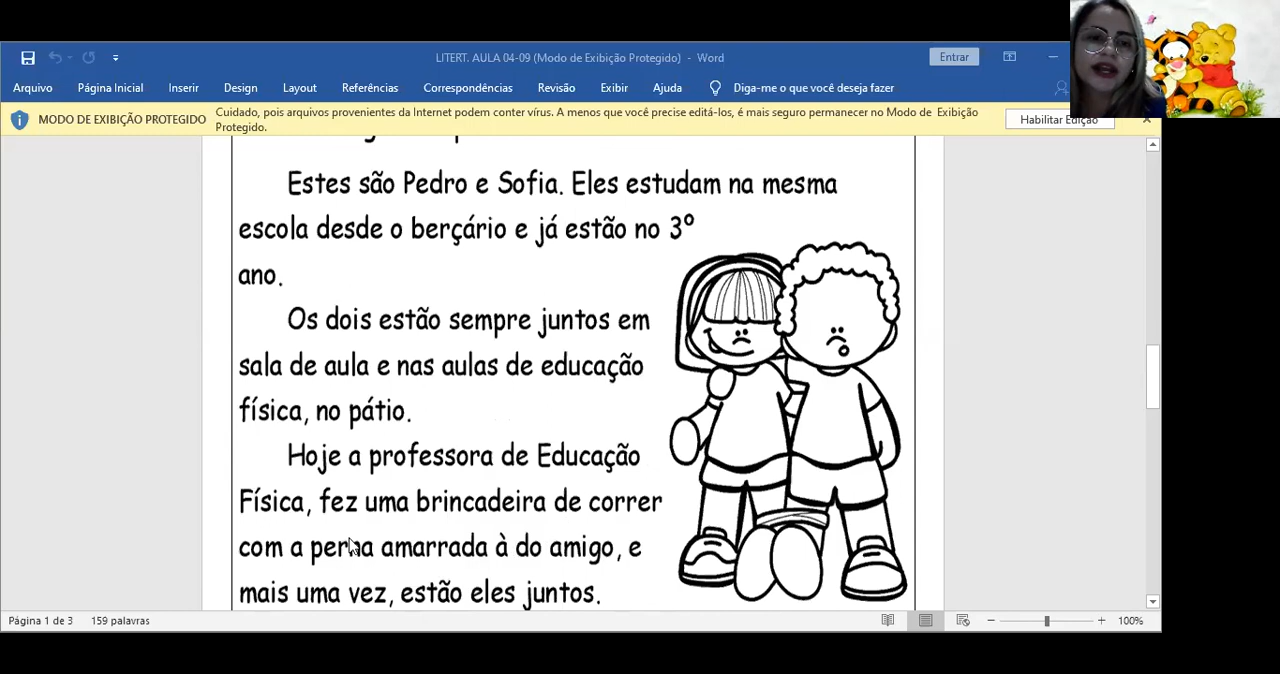 LITERT. AULA 04-09 (Modo de Exibição Protegido) - Word
Entrar
Arquivo Página Inicial Inserir Design Layout Referências Correspondências Revisão Exibir Ajuda Diga-me o que você deseja fazer
MODO DE EXIBIÇÃO PROTEGIDO Cuidado, pois arquivos provenientes da Internet podem conter vírus. A menos que você precise editá-los, é mais seguro permanecer no Modo de Exibição
Protegido.
Habilitar Edição
Estes são Pedro e Sofia. Eles estudam na mesma
escola desde o berçário e já estão no 3º
ano.
Os dois estão sempre juntos em
sala de aula e nas aulas de educação
física, no pátio.
Hoje a professora de Educação
Física, fez uma brincadeira de correr
com a perna amarrada à do amigo, e
mais uma vez, estão eles juntos.
Página 1 de 3 159 palavras
100%